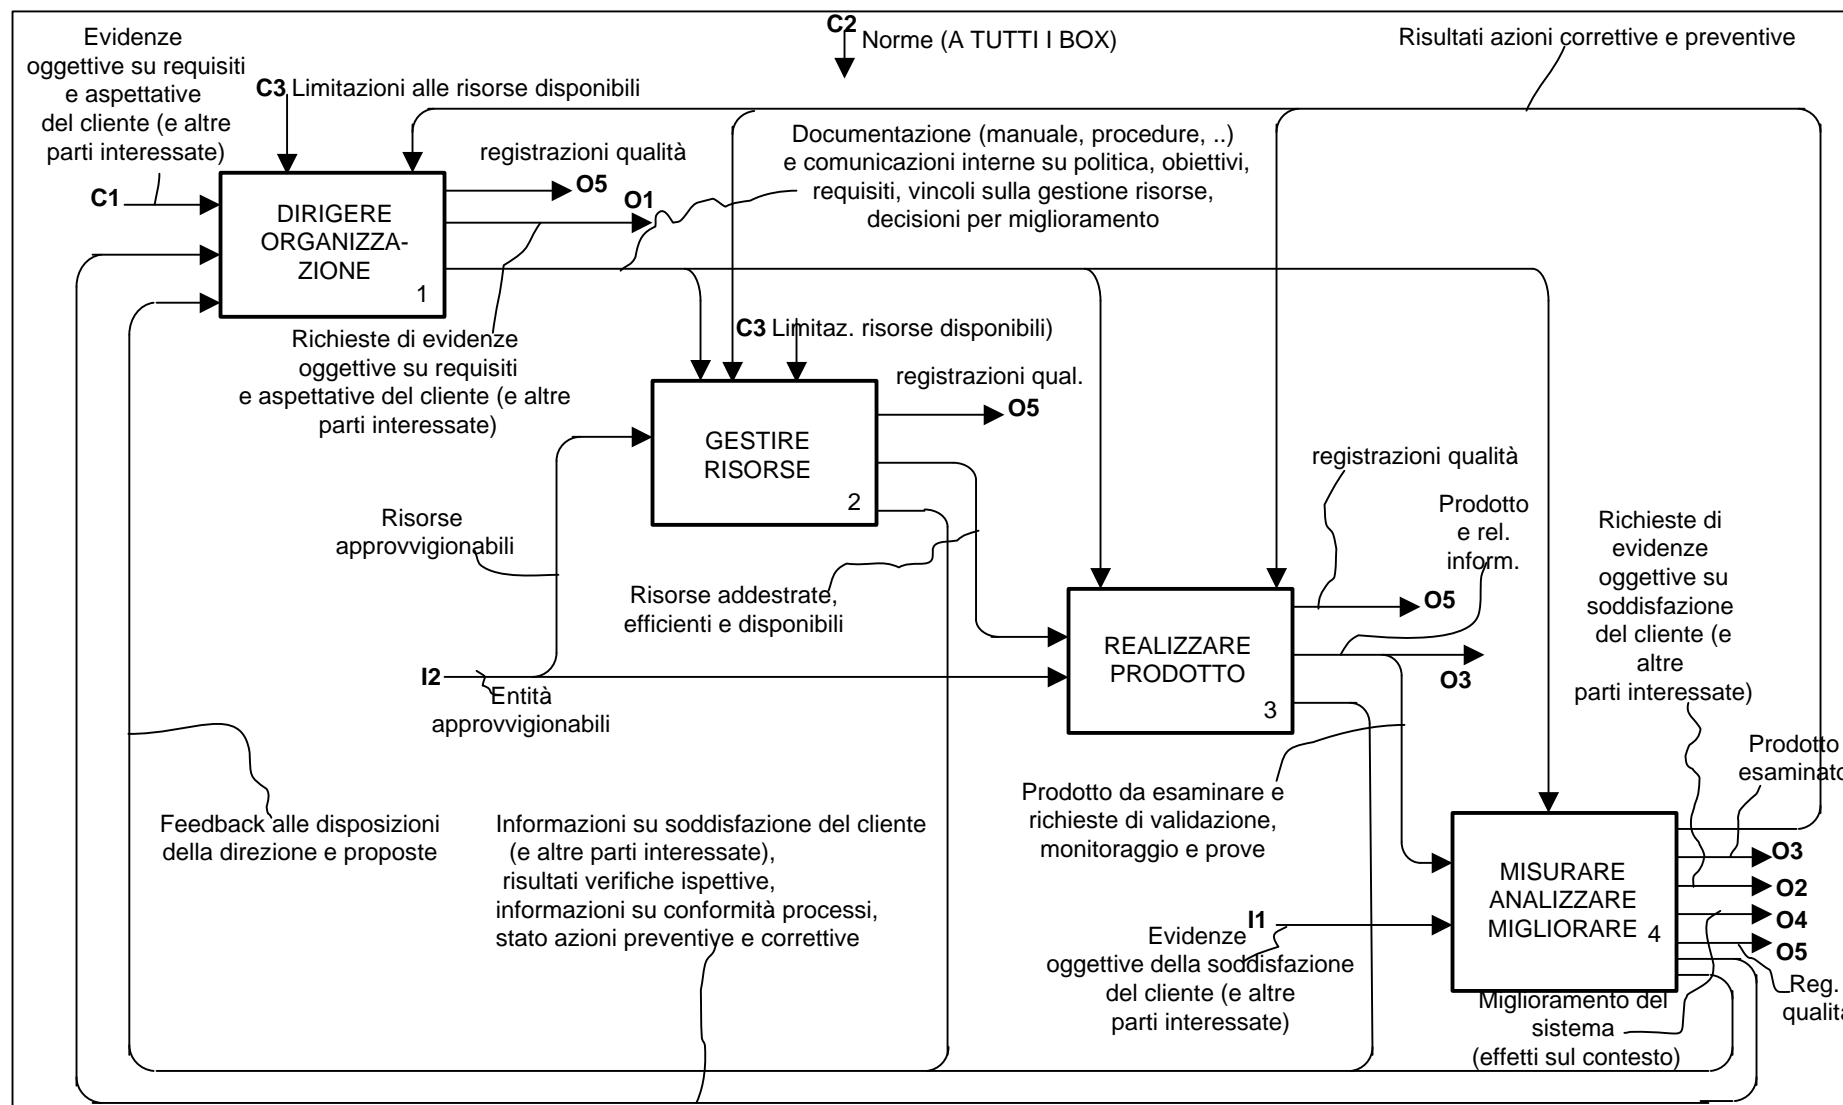 Evidenze
oggettive su requisiti
e aspettative
del cliente (e altre
parti interessate)
C1
C3 Limitazioni alle risorse disponibili
C2
Norme (A TUTTI I BOX)
Risultati azioni correttive e preventive
registrazioni qualità
O5
O1
Documentazione (manuale, procedure, ..)
e comunicazioni interne su politica, obiettivi,
requisiti, vincoli sulla gestione risorse,
decisioni per miglioramento
DIRIGERE
ORGANIZZA-
ZIONE
1
Richieste di evidenze
oggettive su requisiti
e aspettative del cliente (e altre
parti interessate)
C3 Limitaz. risorse disponibili)
registrazioni qual.
O5
GESTIRE
RISORSE
2
Risorse
approvvigionabili
Risorse addestrate,
efficienti e disponibili
I2
Entità
approvvigionabili
registrazioni qualità
Prodotto
e rel.
inform.
O5
O3
REALIZZARE
PRODOTTO
3
Richieste di
evidenze
oggettive su
soddisfazione
del cliente (e
altre
parti interessate)
Prodotto
esaminato
Prodotto da esaminare e
richieste di validazione,
monitoraggio e prove
Feedback alle disposizioni
della direzione e proposte
Informazioni su soddisfazione del cliente
(e altre parti interessate),
risultati verifiche ispettive,
informazioni su conformità processi,
stato azioni preventive e correttive
I1
Evidenze
oggettive della soddisfazione
del cliente (e altre
parti interessate)
MISURARE
ANALIZZARE
MIGLIORARE 4
O3
O2
O4
O5
Miglioramento del
sistema
(effetti sul contesto)
Reg.
qualità